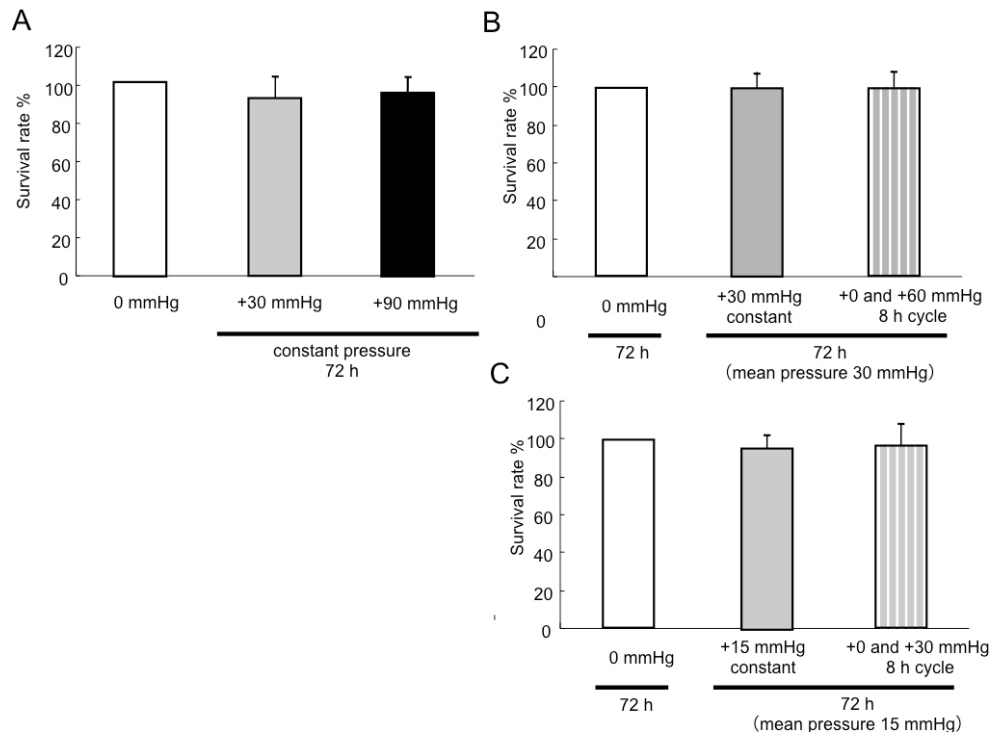 A
Survival rate %
120
100
80
60
40
20
0
0 mmHg +30 mmHg +90 mmHg
constant pressure
72 h
B
Survival rate %
120
100
80
60
40
20
0
0 mmHg
+30 mmHg
constant
+0 and +60 mmHg
8 h cycle
72 h
72 h
(mean pressure 30 mmHg)
C
Survival rate %
120
100
80
60
40
20
0
0 mmHg
+15 mmHg
constant
+0 and +30 mmHg
8 h cycle
72 h
72 h
(mean pressure 15 mmHg)